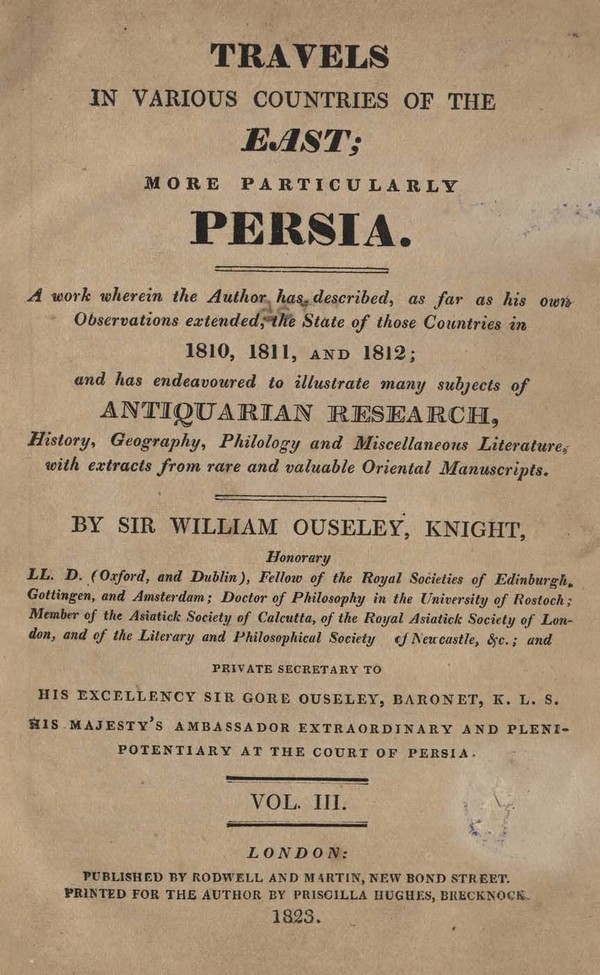 TRAVELS
IN VARIOUS COUNTRIES OF THE
EAST;
MORE PARTICULARLY
PERSIA.
A work wherein the Author has described, as far as his own
Observations extended, the State of those Countries in
1810, 1811, AND 1812;
and has endeavoured to illustrate many subjects of
ANTIQUARIAN RESEARCH,
History, Geography, Philology and Miscellaneous Literature,
with extracts from rare and valuable Oriental Manuscripts.
BY SIR WILLIAM OUSELEY, KNIGHT,
Honorary
LL. D. (Oxford, and Dublin), Fellow of the Royal Societies of Edinburgh,
Gottingen, and Amsterdam; Doctor of Philosophy in the University of Rostoch;
Member of the Asiatick Society of Calcutta, of the Royal Asiatick Society of Lon-
don, and of the Literary and Philosophical Society of Newcastle, &c.; and
PRIVATE SECRETARY TO
HIS EXCELLENCY SIR GORE OUSELEY, BARONET, K. L. S.
HIS MAJESTY'S AMBASSADOR EXTRAORDINARY AND PLENI-
POTENTIARY AT THE COURT OF PERSIA.
VOL. III.
LONDON:
PUBLISHED BY RODWELL AND MARTIN, NEW BOND STREET.
PRINTED FOR THE AUTHOR BY PRISCILLA HUGHES, BRECKNOCK.
1823.